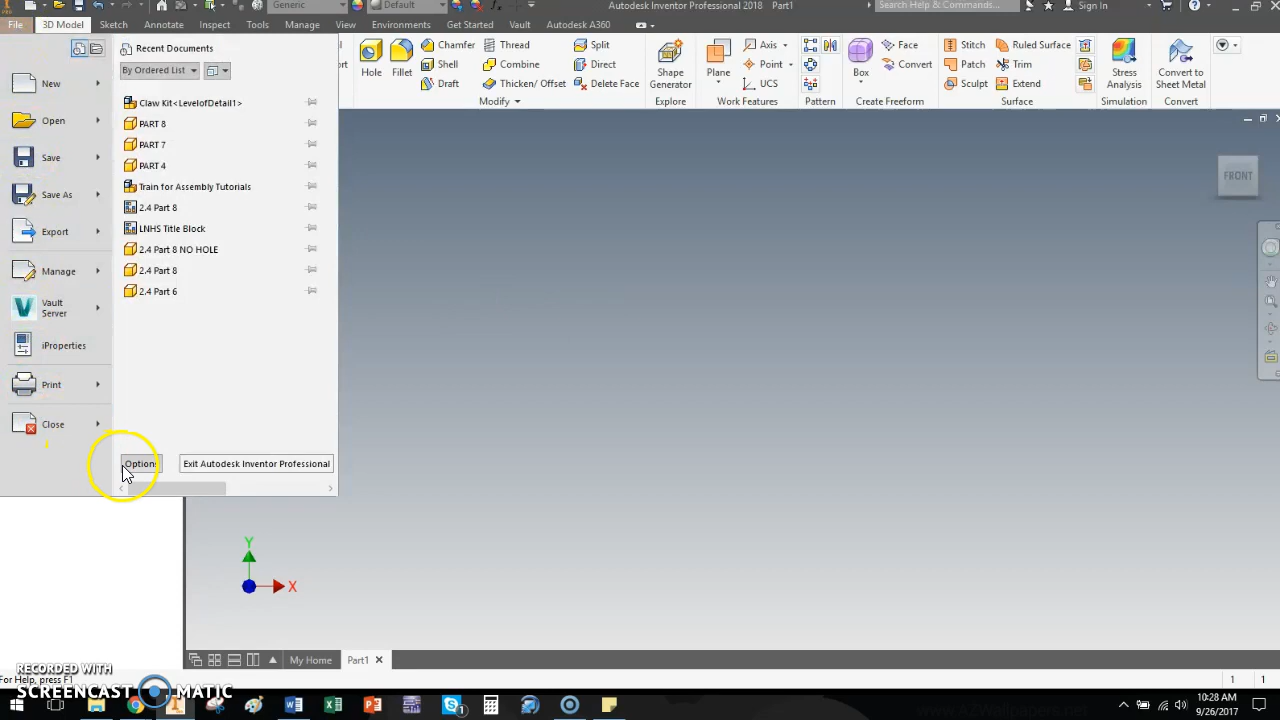 Generic Default Autodesk Inventor Professional 2018 Part1 Search Help & Commands... Sign In
File 3D Model Sketch Annotate Inspect Tools Manage View Environments Get Started Vault Autodesk A360
Recent Documents
By Ordered List
New
Open
Save
Save As
Export
Manage
Vault
Server
iProperties
Print
Close
Claw Kit<LevelofDetail1>
PART 8
PART 7
PART 4
Train for Assembly Tutorials
2.4 Part 8
LNHS Title Block
2.4 Part 8 NO HOLE
2.4 Part 8
2.4 Part 6
Options
Exit Autodesk Inventor Professional
Hole
Fillet
Chamfer
Shell
Draft
Thread
Combine
Thicken/ Offset
Split
Direct
Delete Face
Modify
Shape
Generator
Explore
Plane
Axis
Point
UCS
Work Features
Pattern
Box
Face
Convert
Create Freeform
Stitch
Patch
Sculpt
Ruled Surface
Trim
Extend
Surface
Stress
Analysis
Simulation
Convert to
Sheet Metal
Convert
FRONT
Y
X
My Home Part1
For Help, press F1
1 1
RECORDED WITH
SCREENCAST MATIC
10:28 AM
9/26/2017